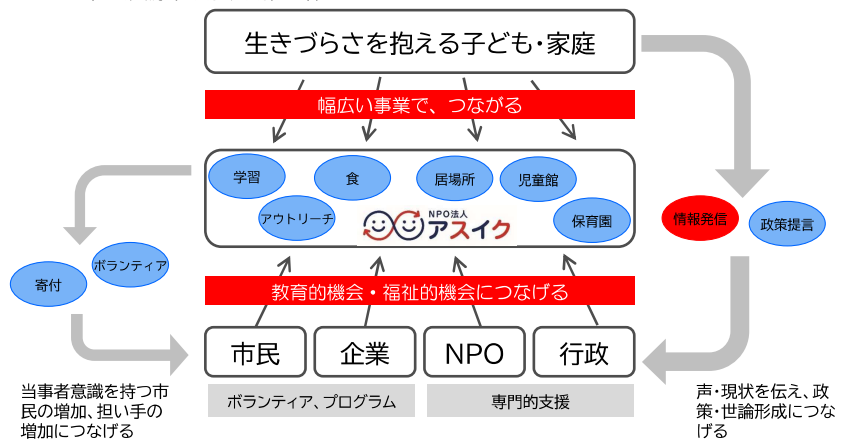 生きづらさを抱える子ども・家庭
幅広い事業で、つながる
学習
食
居場所
児童館
アウトリーチ
NPO法人
アスイク
保育園
情報発信
政策提言
ボランティア
寄付
教育的機会・福祉的機会につなげる
市民
企業
NPO
行政
ボランティア、プログラム
専門的支援
当事者意識を持つ市
民の増加、担い手の
増加につなげる
声・現状を伝え、政
策・世論形成につな
げる